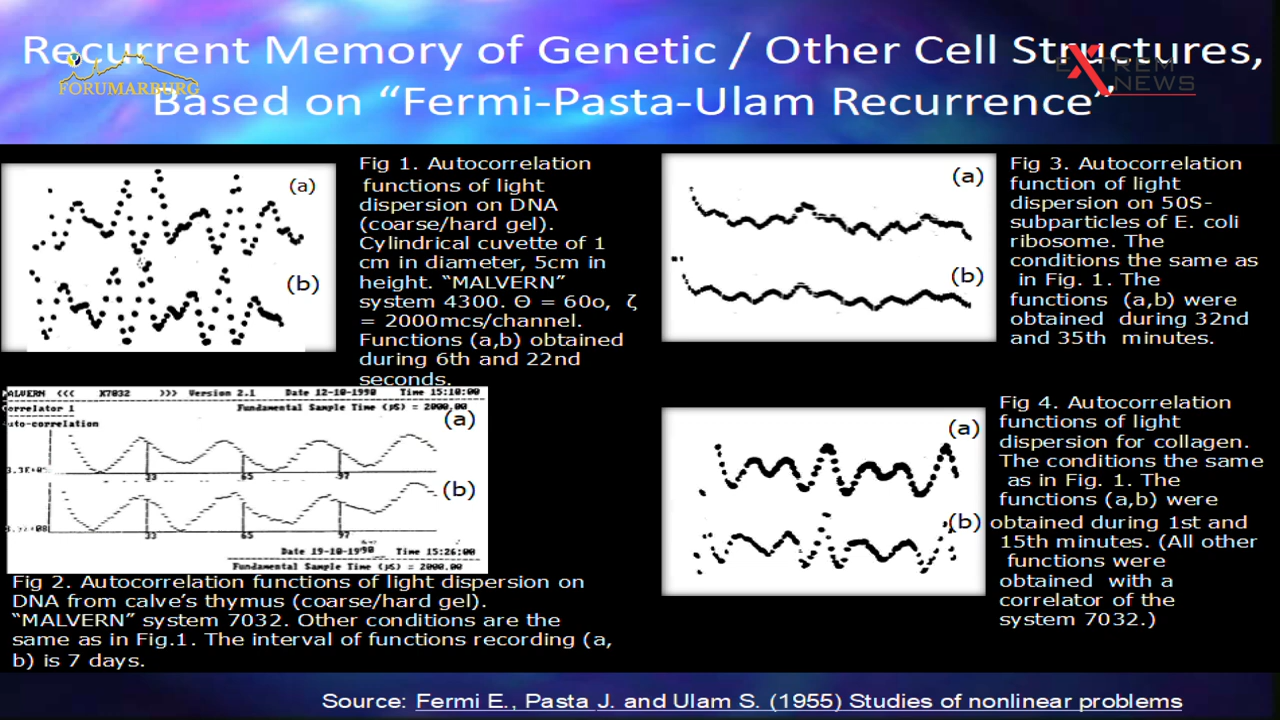 Recurrent Memory of Genetic / Other Cell Structures,
Based on “Fermi-Pasta-Ulam Recurrence”
FORUMARBURG
EXTREM
NEWS
(a)
(b)
Fig 1. Autocorrelation
functions of light
dispersion on DNA
(coarse/hard gel).
Cylindrical cuvette of 1
cm in diameter, 5cm in
height. “MALVERN”
system 4300. Θ = 60o, ζ
= 2000mcs/channel.
Functions (a,b) obtained
during 6th and 22nd
seconds.
(a)
(b)
Fig 3. Autocorrelation
function of light
dispersion on 50S-
subparticles of E. coli
ribosome. The
conditions the same as
in Fig. 1. The
functions (a,b) were
obtained during 32nd
and 35th minutes.
MALVERN <<< K7032 >>> Version 2.1 Date 12-10-1990 Time 15:10:00
Correlator 1 Fundamental Sample Time (µS) = 2000.00
Auto-correlation
(a)
33 65 97
(b)
33 65 97
Date 19-10-1990 Time 15:26:00
Fundamental Sample Time (µS) = 2000.00
Fig 2. Autocorrelation functions of light dispersion on
DNA from calve’s thymus (coarse/hard gel).
“MALVERN” system 7032. Other conditions are the
same as in Fig.1. The interval of functions recording (a,
b) is 7 days.
(a)
(b)
Fig 4. Autocorrelation
functions of light
dispersion for collagen.
The conditions the same
as in Fig. 1. The
functions (a,b) were
obtained during 1st and
15th minutes. (All other
functions were
obtained with a
correlator of the
system 7032.)
Source: Fermi E., Pasta J. and Ulam S. (1955) Studies of nonlinear problems